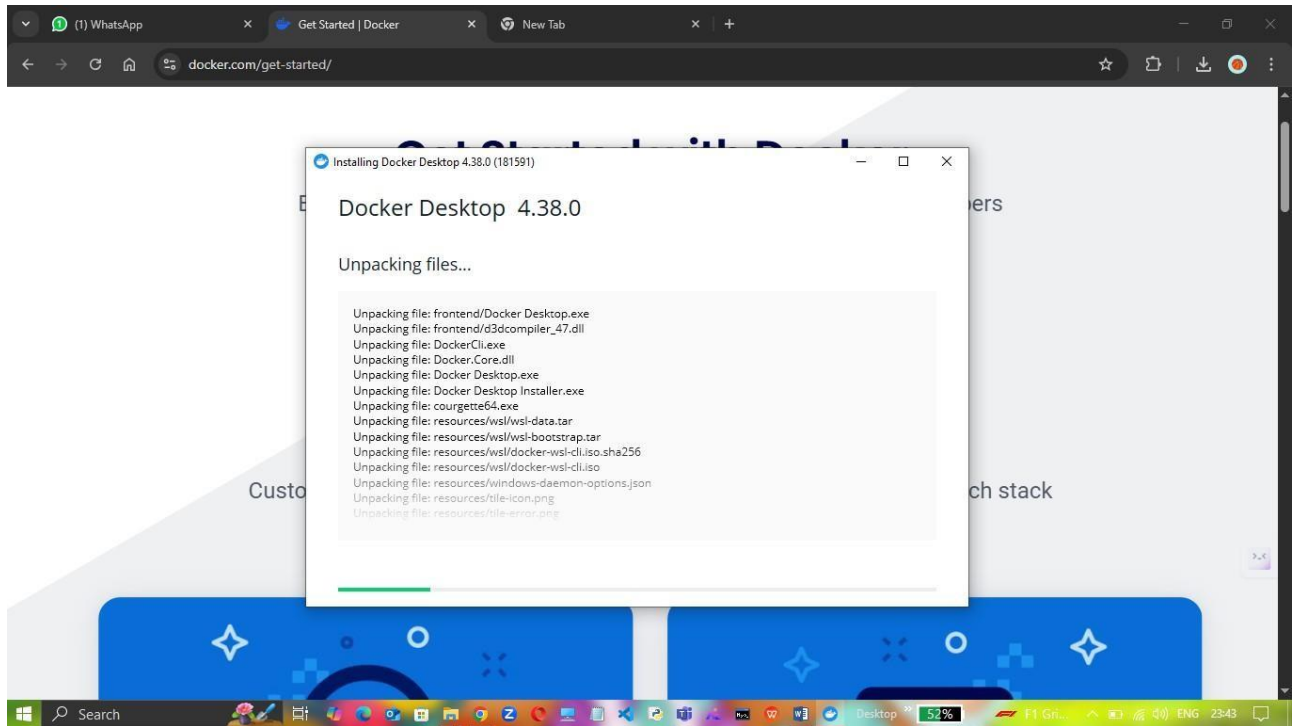 (1) WhatsApp
Get Started | Docker
New Tab
docker.com/get-started/
Installing Docker Desktop 4.38.0 (181591)
Docker Desktop 4.38.0
ers
Unpacking files...
Unpacking file: frontend/Docker Desktop.exe
Unpacking file: frontend/d3dcompiler_47.dll
Unpacking file: DockerCli.exe
Unpacking file: Docker.Core.dll
Unpacking file: Docker Desktop.exe
Unpacking file: Docker Desktop Installer.exe
Unpacking file: courgette64.exe
Unpacking file: resources/wsl/wsl-data.tar
Unpacking file: resources/wsl/wsl-bootstrap.tar
Unpacking file: resources/wsl/docker-wsl-cli.iso.sha256
Unpacking file: resources/wsl/docker-wsl-cli.iso
Unpacking file: resources/windows-daemon-options.json
Unpacking file: resources/tile-icon.png
Unpacking file: resources/tile-error.png
Custo
ch stack
Search
Desktop
52%
F1 Gri...
ENG 23:43